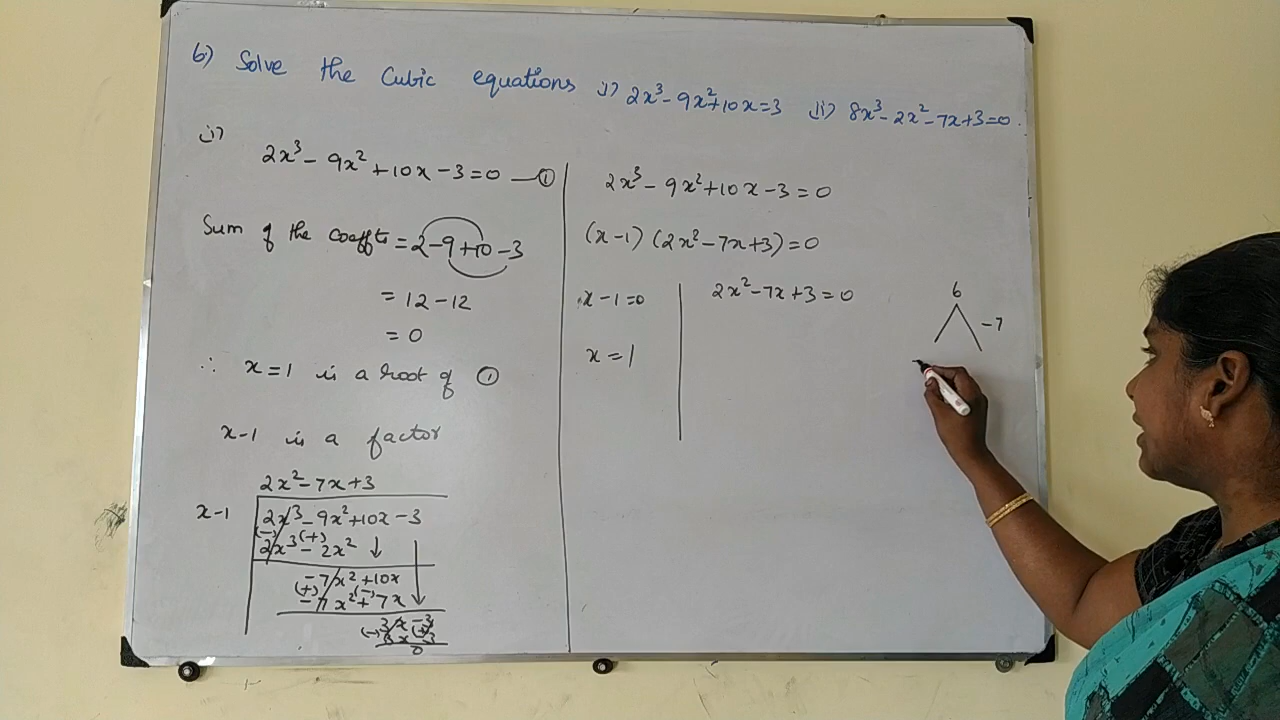 6) Solve the Cubic equations i) 2x³-9x²+10x=3 ii) 8x³-2x²-7x+3=0.
i)
2x³-9x²+10x-3=0 —①
Sum of the coefft = 2-9+10-3
= 12-12
= 0
∴ x=1 is a root of ①
x-1 is a factor
2x²-7x+3
x-1 2x³-9x²+10x-3
(-) (+)
2x³-2x² ↓
-7x²+10x
(+) (-)
-7x²+7x
3x-3
(-) (+)
3x-3
0
2x³-9x²+10x-3=0
(x-1)(2x²-7x+3)=0
x-1=0 2x²-7x+3=0
x=1
6
-7